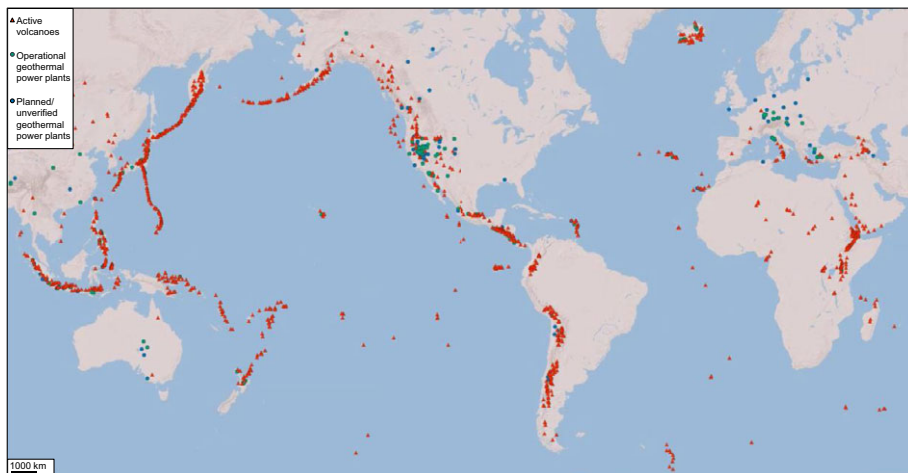 Active
volcanoes
Operational
geothermal
power plants
Planned/
unverified
geothermal
power plants
1000 km